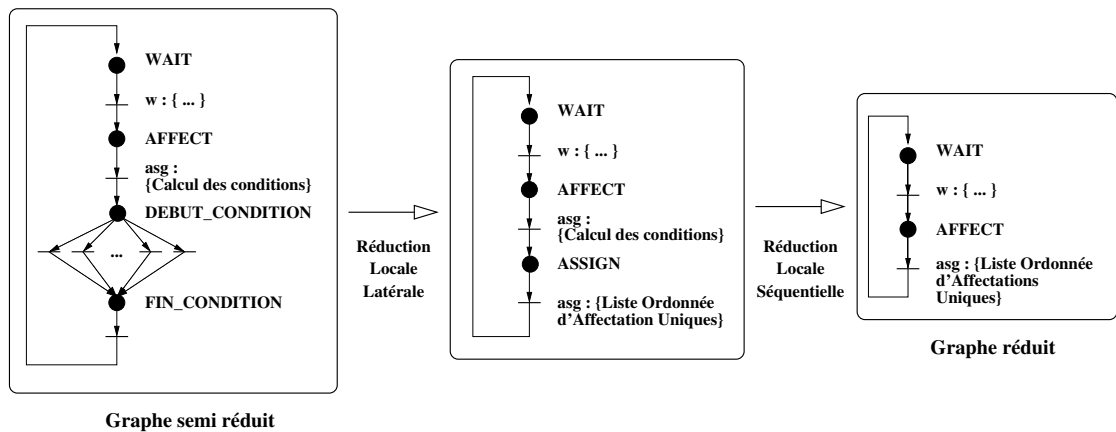 WAIT
w : { ... }
AFFECT
asg :
{Calcul des conditions}
DEBUT_CONDITION
...
FIN_CONDITION
Graphe semi réduit
Réduction
Locale
Latérale
WAIT
w : { ... }
AFFECT
asg :
{Calcul des conditions}
ASSIGN
asg : {Liste Ordonnée
d'Affectation Uniques}
Réduction
Locale
Séquentielle
WAIT
w : { ... }
AFFECT
asg : {Liste Ordonnée
d'Affectations
Uniques}
Graphe réduit